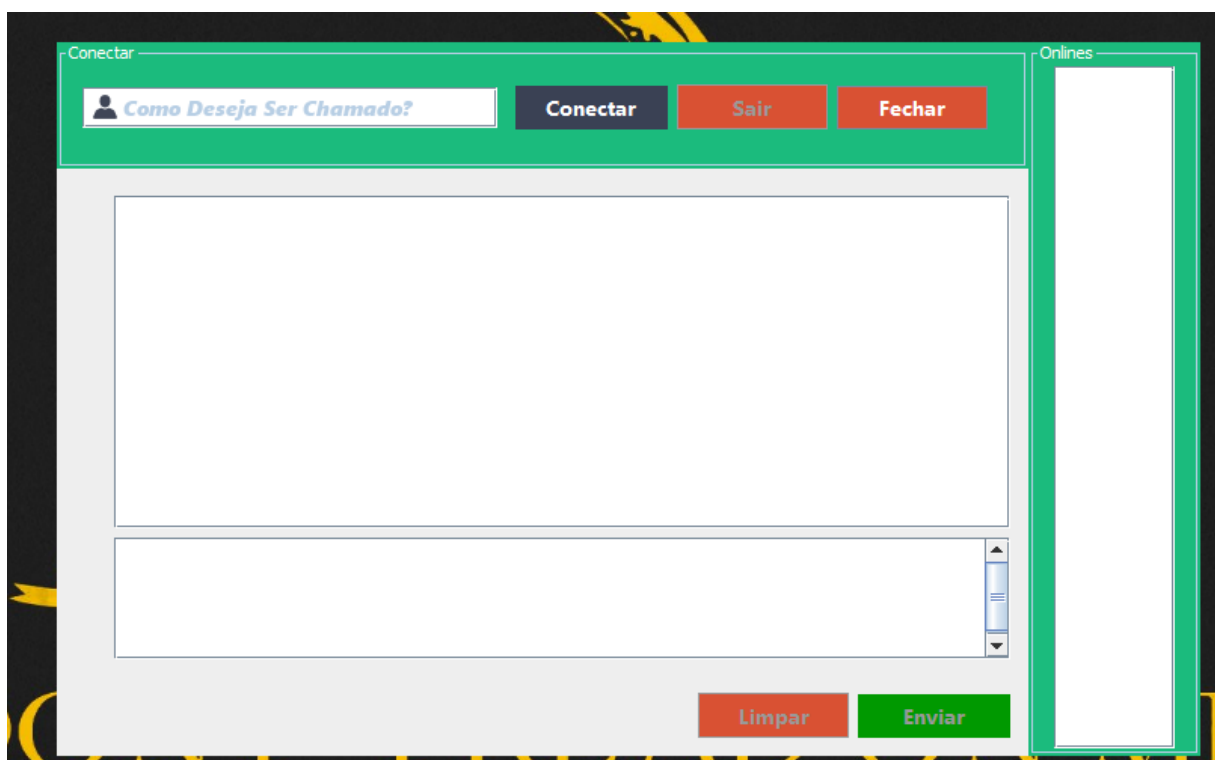 Conectar
Onlines
Como Deseja Ser Chamado?
Conectar
Sair
Fechar
Limpar
Enviar